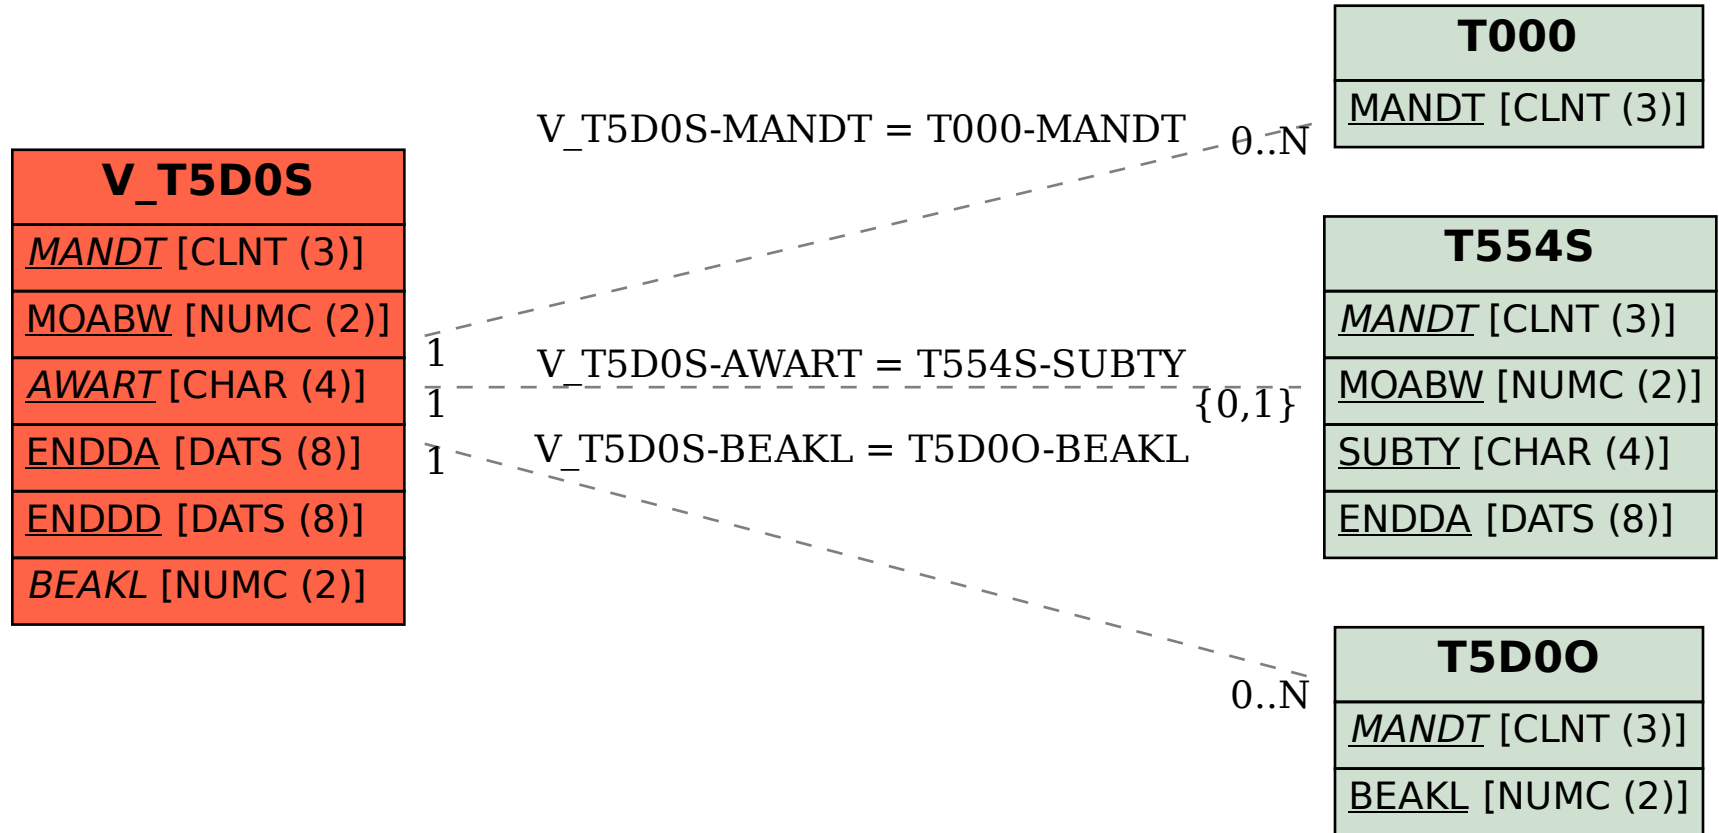 V_T5D0S
MANDT [CLNT (3)]
MOABW [NUMC (2)]
AWART [CHAR (4)]
ENDDA [DATS (8)]
ENDDD [DATS (8)]
BEAKL [NUMC (2)]
V_T5D0S-MANDT = T000-MANDT
0..N
1
V_T5D0S-AWART = T554S-SUBTY
{0,1}
1
V_T5D0S-BEAKL = T5D0O-BEAKL
1
0..N
T000
MANDT [CLNT (3)]
T554S
MANDT [CLNT (3)]
MOABW [NUMC (2)]
SUBTY [CHAR (4)]
ENDDA [DATS (8)]
T5D0O
MANDT [CLNT (3)]
BEAKL [NUMC (2)]